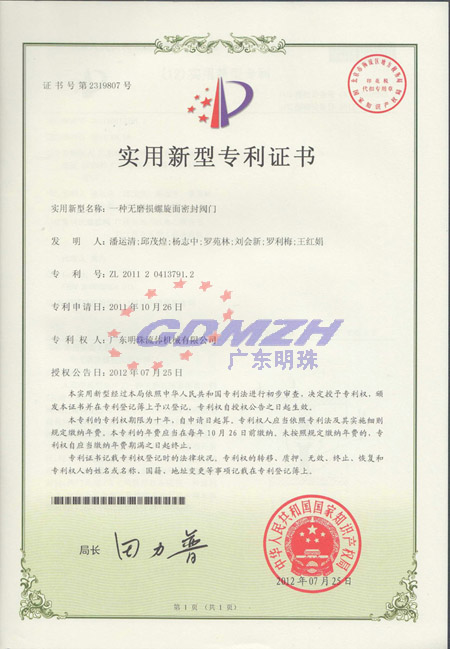 证书号第2319807号
印花税
代扣专用章
实用新型专利证书
实用新型名称：一种无磨损螺旋面密封阀门
发明人：潘运清;邱茂煌;杨志中;罗苑林;刘会新;罗利梅;王红娟
专利号：ZL 2011 2 0413791.2
专利申请日：2011年10月26日
GDMZH
专利权人：广东明珠流体机械有限公司
广东明珠
授权公告日：2012年07月25日
本实用新型经过本局依照中华人民共和国专利法进行初步审查，决定授予专利权，颁
发本证书并在专利登记簿上予以登记。专利权自授权公告之日起生效。
本专利的专利权期限为十年，自申请日起算。专利权人应当依照专利法及其实施细则
规定缴纳年费。本专利的年费应当在每年10月26日前缴纳。未按照规定缴纳年费的，专利
权自应当缴纳年费期满之日起终止。
专利证书记载专利权登记时的法律状况。专利权的转移、质押、无效、终止、恢复和
专利权人的姓名或名称、国籍、地址变更等事项记载在专利登记簿上。
局长
田力普
中华人民共和国国家知识产权局
2012年07月25日
第1页（共1页）